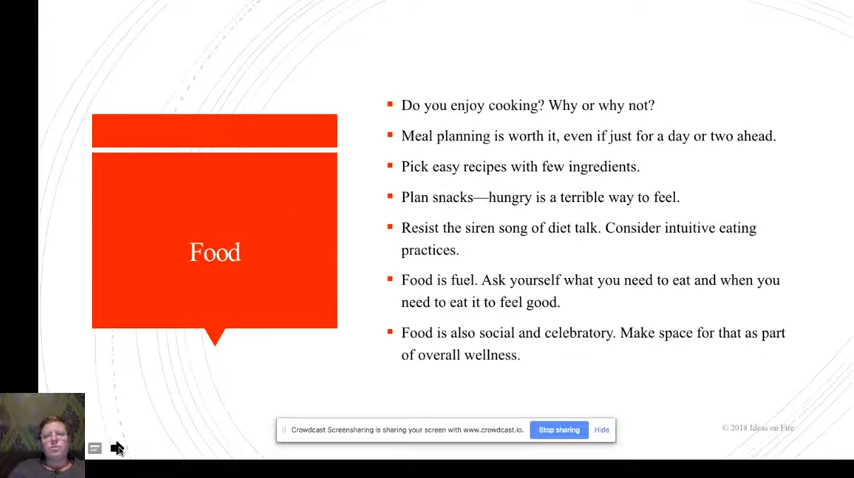 Food
Do you enjoy cooking? Why or why not?
Meal planning is worth it, even if just for a day or two ahead.
Pick easy recipes with few ingredients.
Plan snacks—hungry is a terrible way to feel.
Resist the siren song of diet talk. Consider intuitive eating
practices.
Food is fuel. Ask yourself what you need to eat and when you
need to eat it to feel good.
Food is also social and celebratory. Make space for that as part
of overall wellness.
Crowdcast Screensharing is sharing your screen with www.crowdcast.io.
Stop sharing
Hide
© 2018 Ideas on Fire